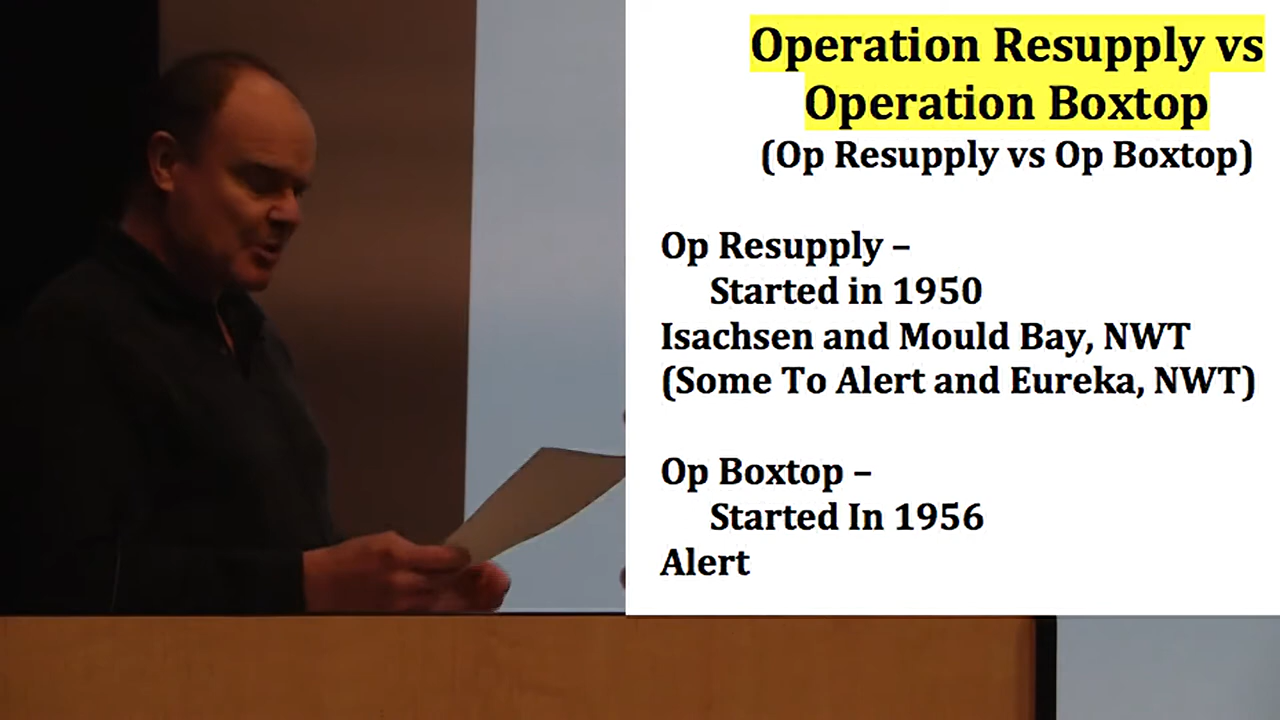 Operation Resupply vs
Operation Boxtop
(Op Resupply vs Op Boxtop)
Op Resupply –
Started in 1950
Isachsen and Mould Bay, NWT
(Some To Alert and Eureka, NWT)
Op Boxtop –
Started In 1956
Alert